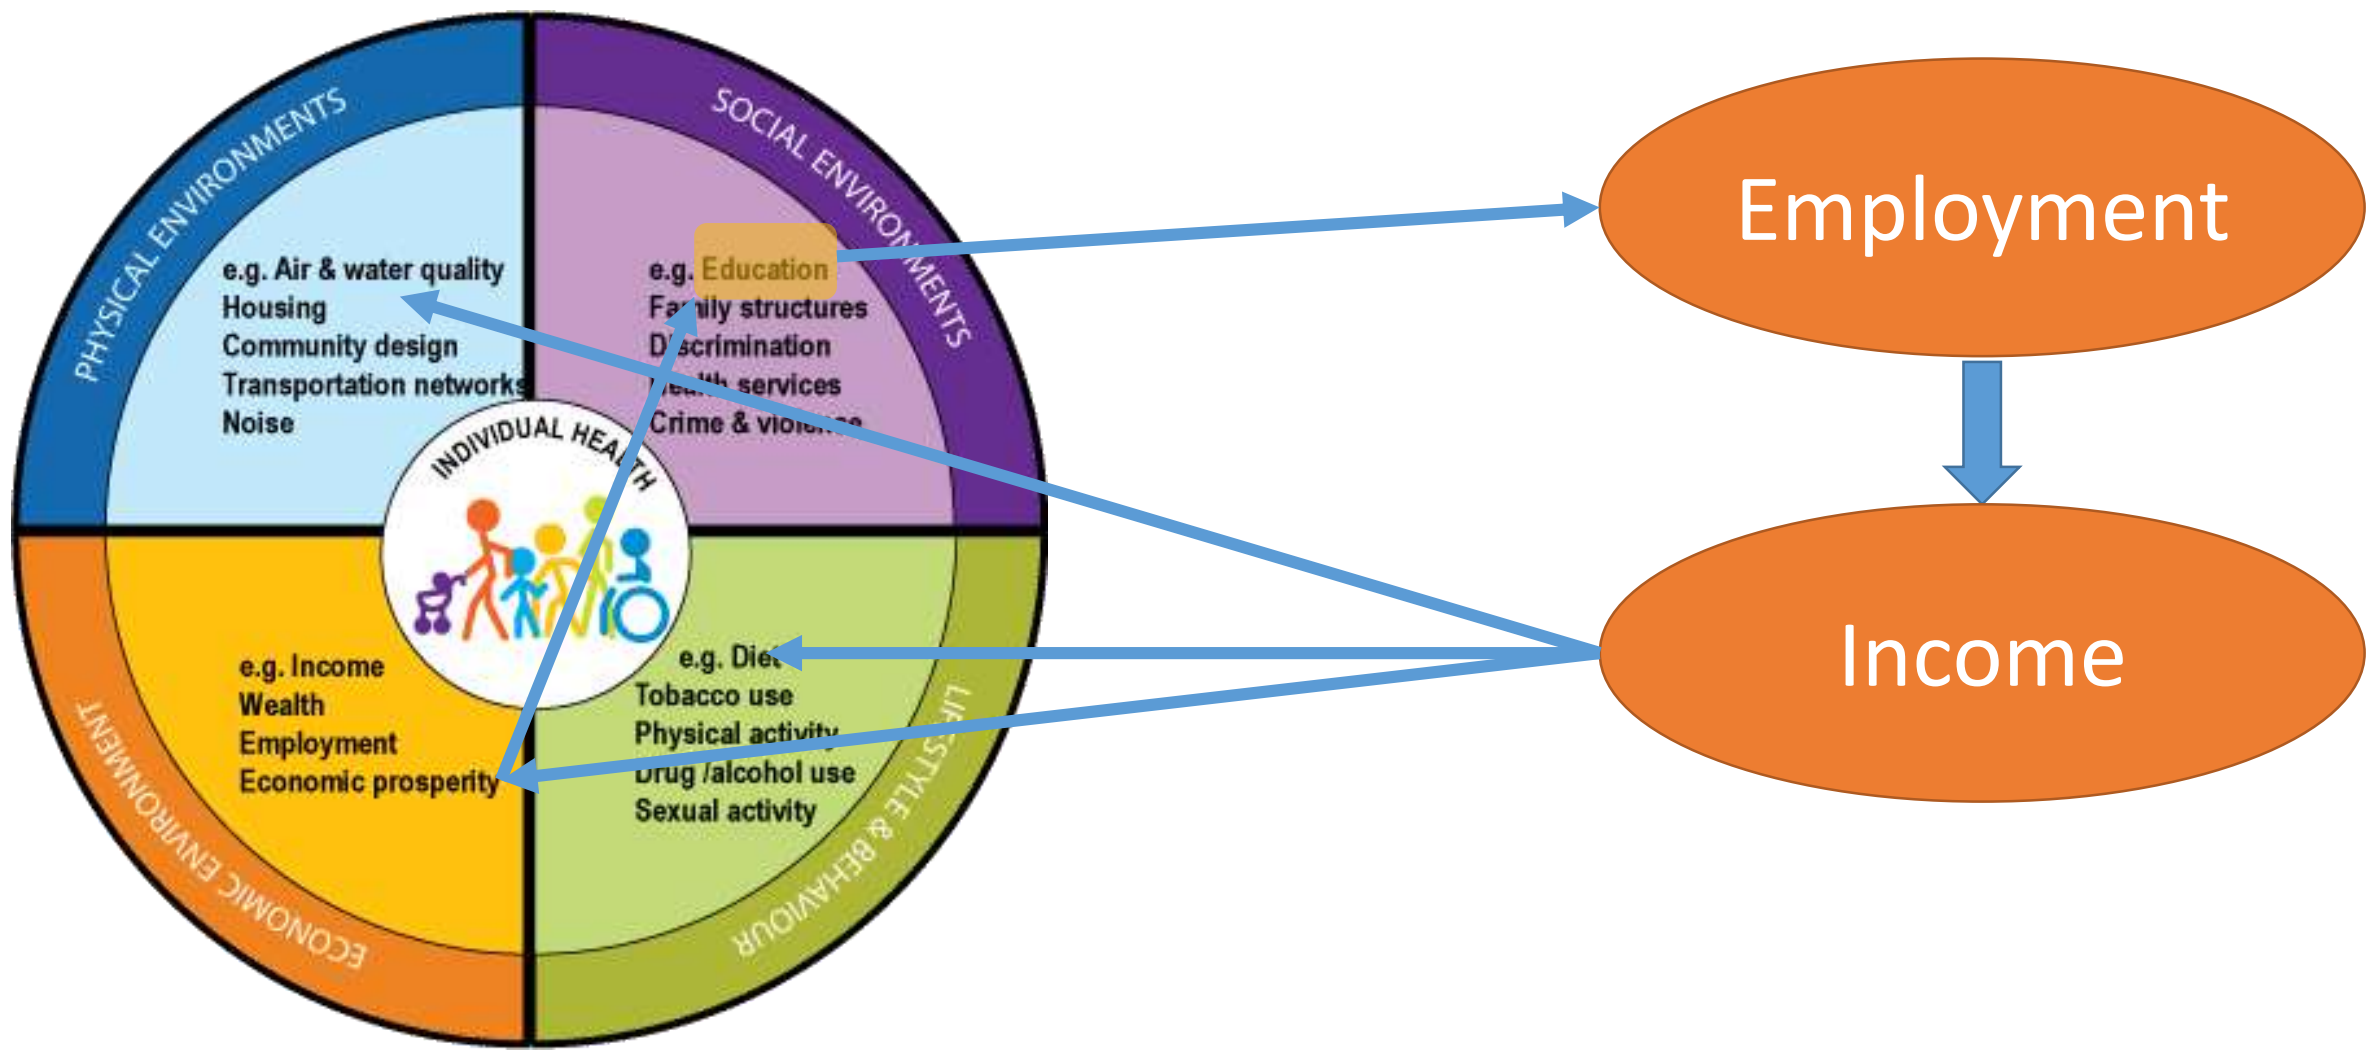 PHYSICAL ENVIRONMENTS
e.g. Air & water quality
Housing
Community design
Transportation networks
Noise
SOCIAL ENVIRONMENTS
e.g. Education
Family structures
Discrimination
Health services
Crime & violence
INDIVIDUAL HEALTH
e.g. Income
Wealth
Employment
Economic prosperity
ECONOMIC ENVIRONMENT
e.g. Diet
Tobacco use
Physical activity
Drug /alcohol use
Sexual activity
LIFESTYLE & BEHAVIOUR
Employment
Income